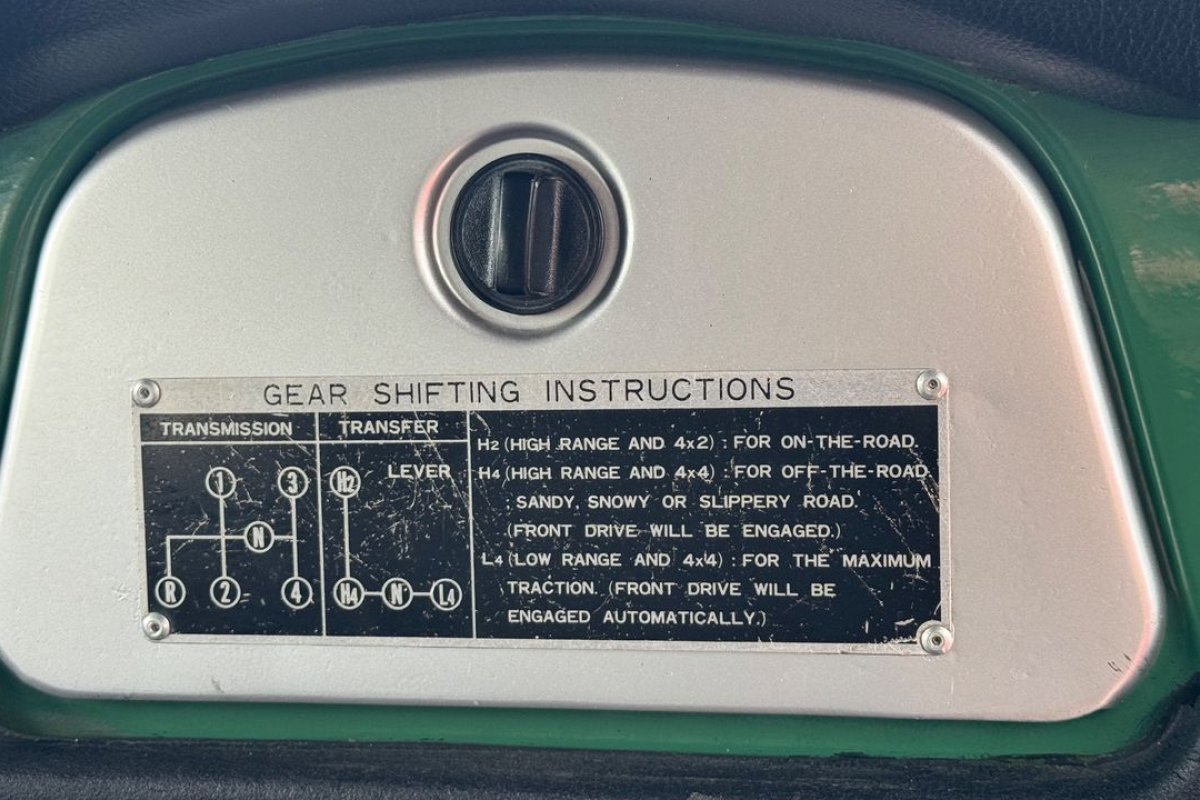 GEAR SHIFTING INSTRUCTIONS
TRANSMISSION
1 3
N
R 2 4
TRANSFER
H2 LEVER
H4 N L4
H2 (HIGH RANGE AND 4x2) : FOR ON-THE-ROAD.
H4 (HIGH RANGE AND 4x4) : FOR OFF-THE-ROAD
SANDY, SNOWY OR SLIPPERY ROAD.
(FRONT DRIVE WILL BE ENGAGED.)
L4 (LOW RANGE AND 4x4) : FOR THE MAXIMUM
TRACTION. (FRONT DRIVE WILL BE
ENGAGED AUTOMATICALLY.)